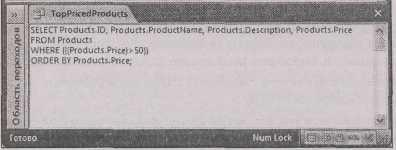 TopPricedProducts
SELECT Products.ID, Products.ProductName, Products.Description, Products.Price
FROM Products
WHERE (((Products.Price)>50))
ORDER BY Products.Price;
Область переходов
Готово
Num Lock
SQL